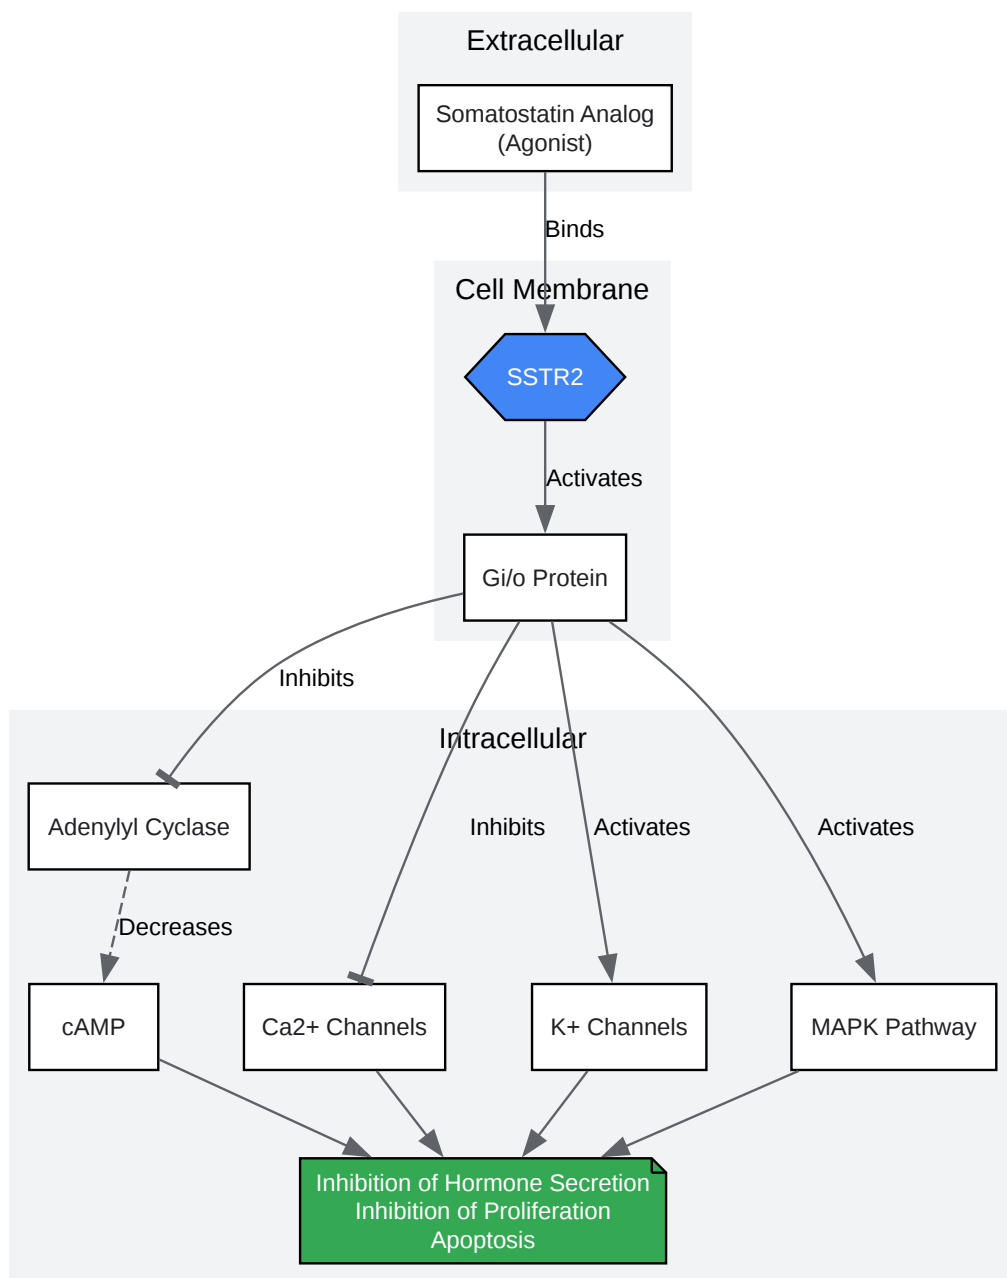 Extracellular
Somatostatin Analog
(Agonist)
Binds
Cell Membrane
SSTR2
Activates
Gi/o Protein
Inhibits
Intracellular
Adenylyl Cyclase
Inhibits
Activates
Activates
Decreases
cAMP
Ca2+ Channels
K+ Channels
MAPK Pathway
Inhibition of Hormone Secretion
Inhibition of Proliferation
Apoptosis